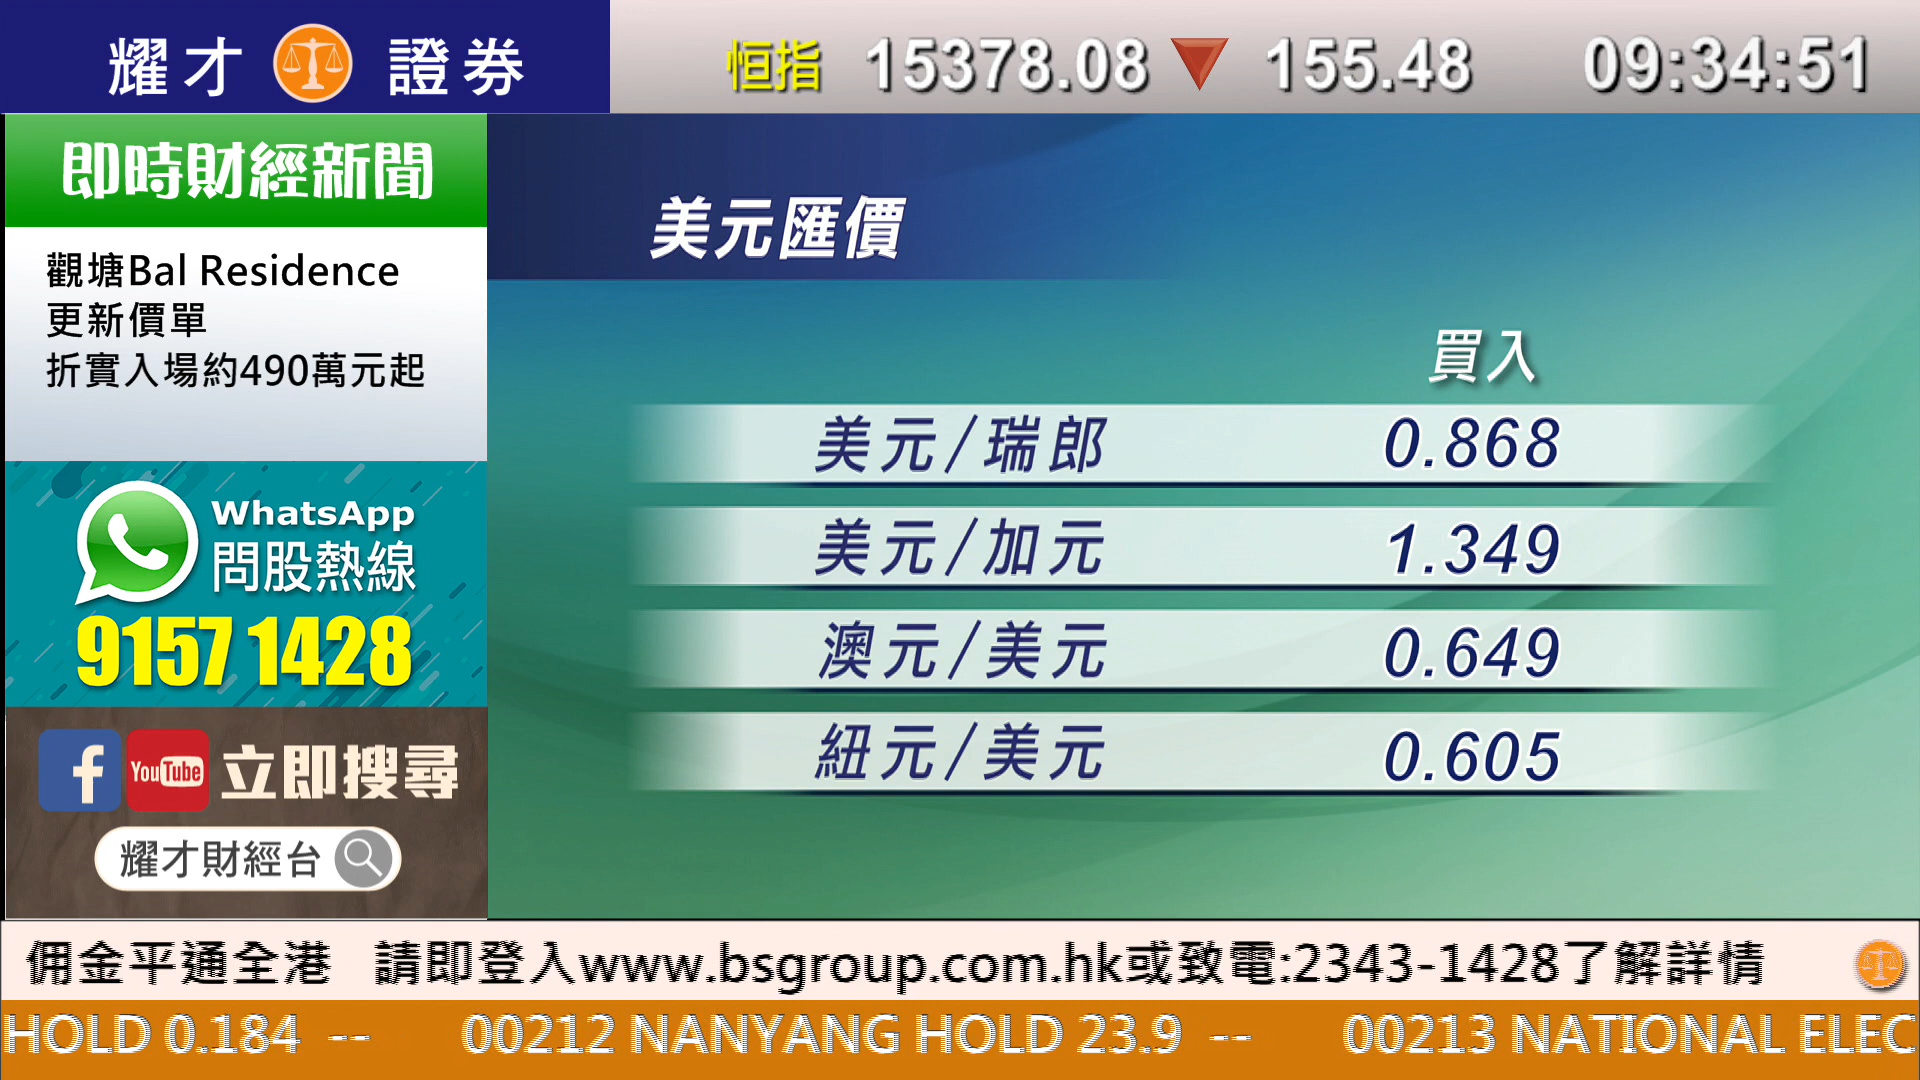 耀才證券
恒指 15378.08 ▼ 155.48 09:34:51
即時財經新聞
觀塘Bal Residence
更新價單
折實入場約490萬元起
WhatsApp
問股熱線
9157 1428
f YouTube 立即搜尋
耀才財經台
美元匯價
買入
美元/瑞郎 0.868
美元/加元 1.349
澳元/美元 0.649
紐元/美元 0.605
佣金平通全港 請即登入www.bsgroup.com.hk或致電:2343-1428了解詳情
HOLD 0.184 -- 00212 NANYANG HOLD 23.9 -- 00213 NATIONAL ELEC